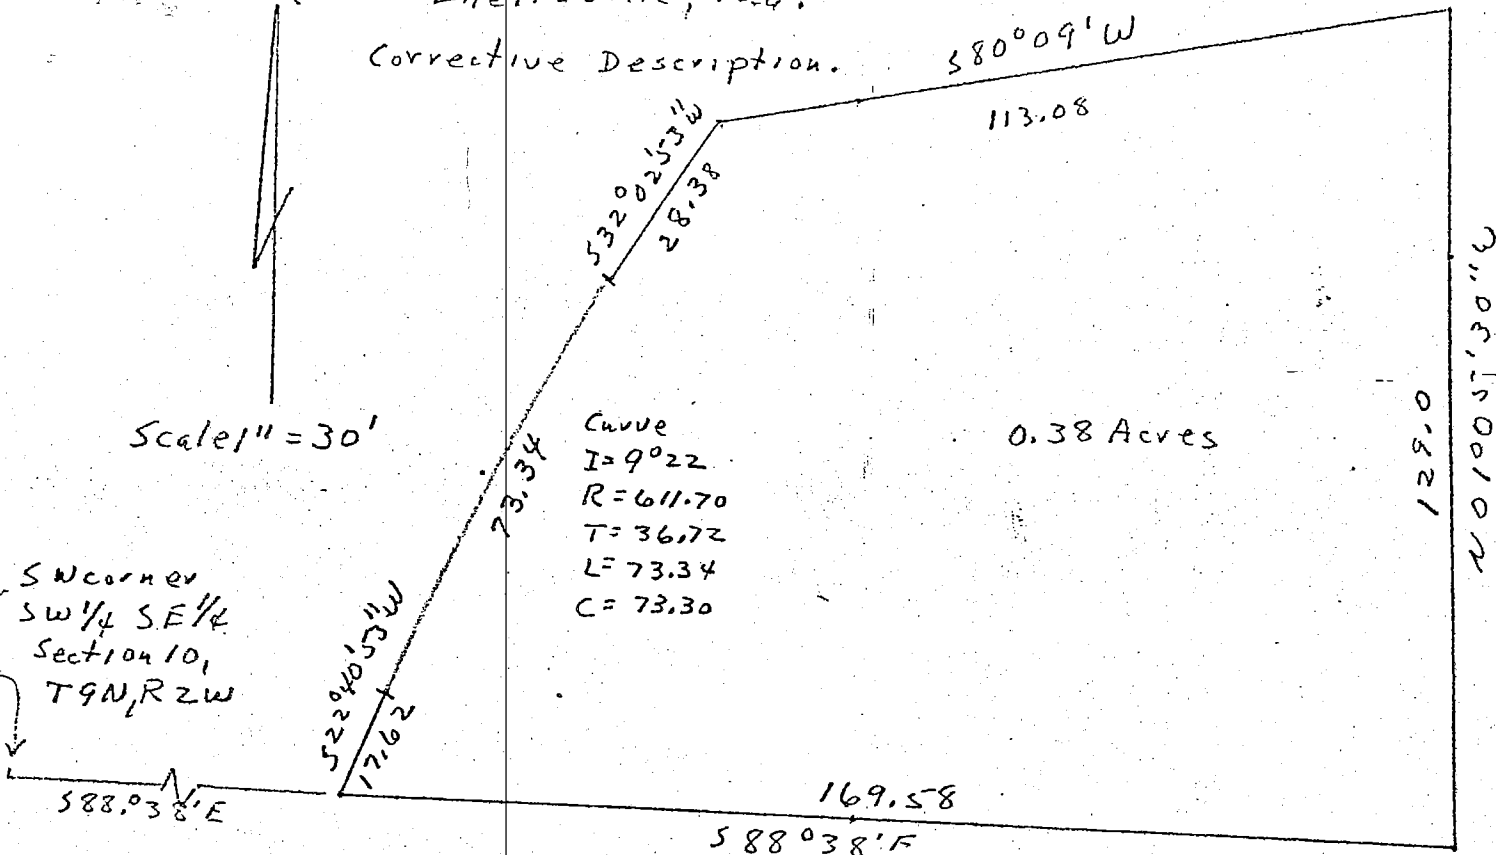 Corrective Description.
S80°09'W
113.08
S32°02'53"W
28.38
N01°05'30"W
129.0
Scale 1" = 30'
73.34
Curve
I=9°22
R=611.70
T=36.72
L=73.34
C=73.30
0.38 Acres
SW corner
SW 1/4 SE 1/4
Section 10,
T9N, R2W
S22°40'53"W
17.62
S88°38'E
169.58
S88°38'E